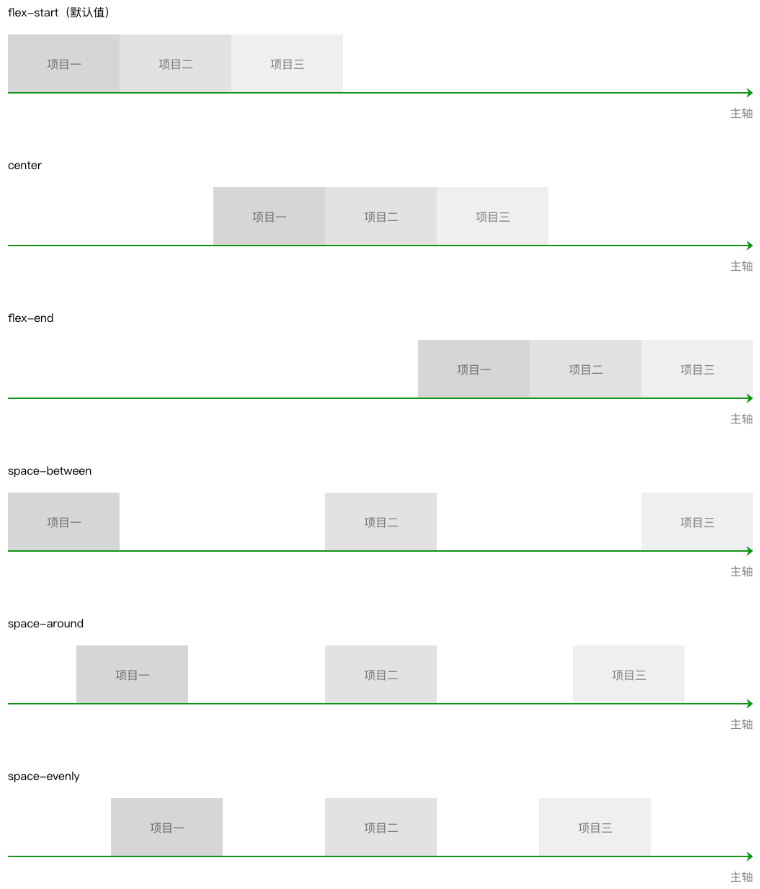 flex-start（默认值）
项目一 项目二 项目三
主轴
center
项目一 项目二 项目三
主轴
flex-end
项目一 项目二 项目三
主轴
space-between
项目一 项目二 项目三
主轴
space-around
项目一 项目二 项目三
主轴
space-evenly
项目一 项目二 项目三
主轴